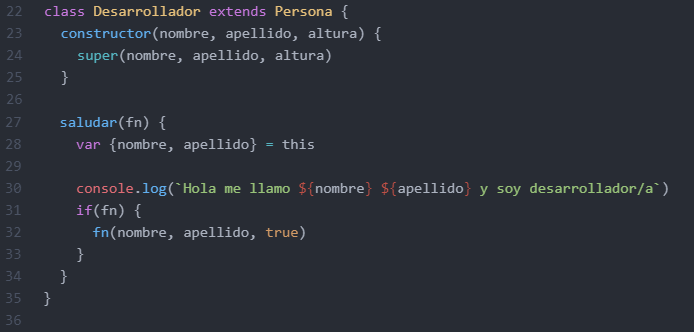 22 class Desarrollador extends Persona {
23   constructor(nombre, apellido, altura) {
24     super(nombre, apellido, altura)
25   }
26
27   saludar(fn) {
28     var {nombre, apellido} = this
29
30     console.log(`Hola me llamo ${nombre} ${apellido} y soy desarrollador/a`)
31     if(fn) {
32       fn(nombre, apellido, true)
33     }
34   }
35 }
36